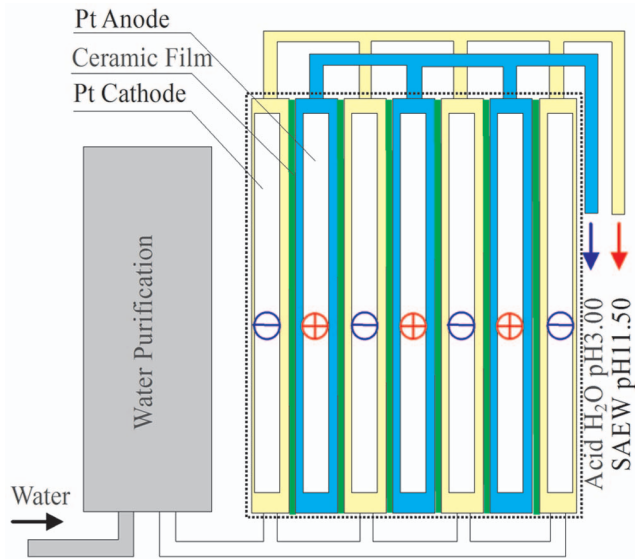 Pt Anode
Ceramic Film
Pt Cathode
Water Purification
Water
Acid H₂O pH3.00
SAEW pH11.50